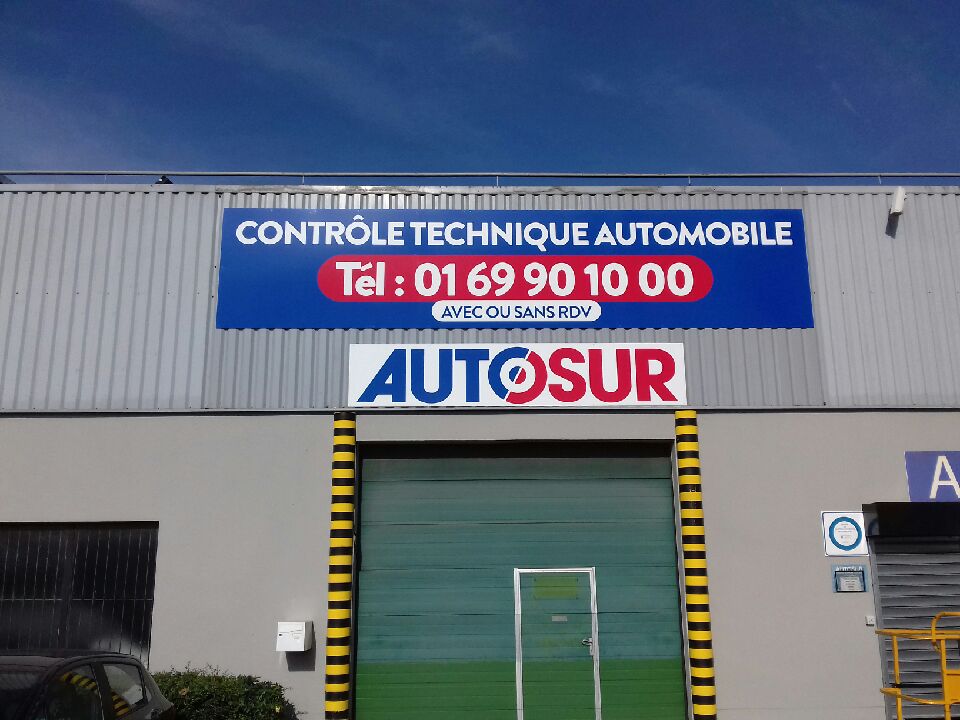 CONTRÔLE TECHNIQUE AUTOMOBILE
Tél : 01 69 90 10 00
AVEC OU SANS RDV
AUTOSUR
A